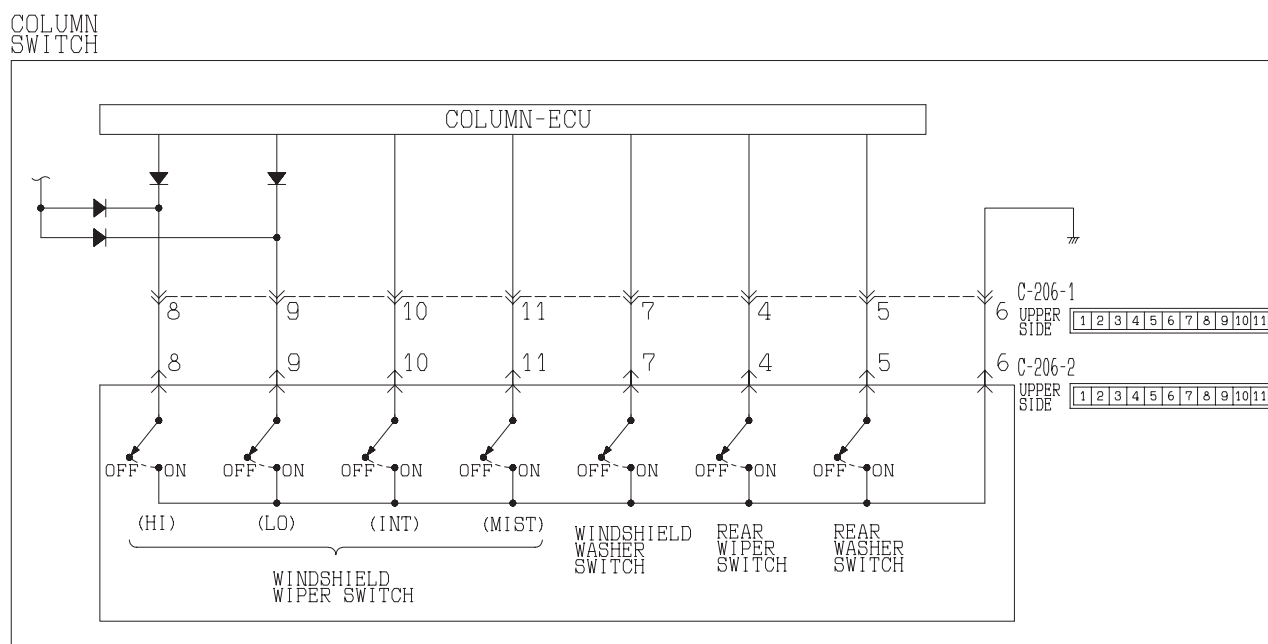 COLUMN
SWITCH
COLUMN-ECU
8 9 10 11 7 4 5 6 C-206-1
UPPER
SIDE
1 2 3 4 5 6 7 8 9 10 11
8 9 10 11 7 4 5 6 C-206-2
UPPER
SIDE
1 2 3 4 5 6 7 8 9 10 11
OFF ON OFF ON OFF ON OFF ON OFF ON OFF ON OFF ON
(HI) (LO) (INT) (MIST)
WINDSHIELD
WASHER
SWITCH
REAR
WIPER
SWITCH
REAR
WASHER
SWITCH
WINDSHIELD
WIPER SWITCH